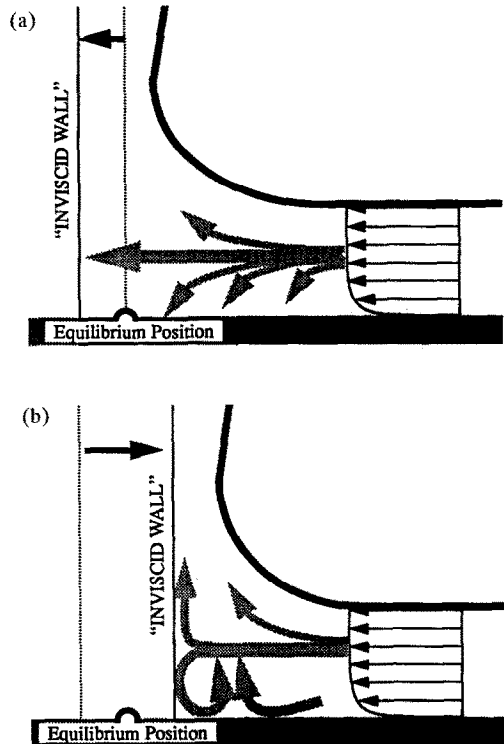 (a)
"INVISCID WALL"
Equilibrium Position
(b)
"INVISCID WALL"
Equilibrium Position